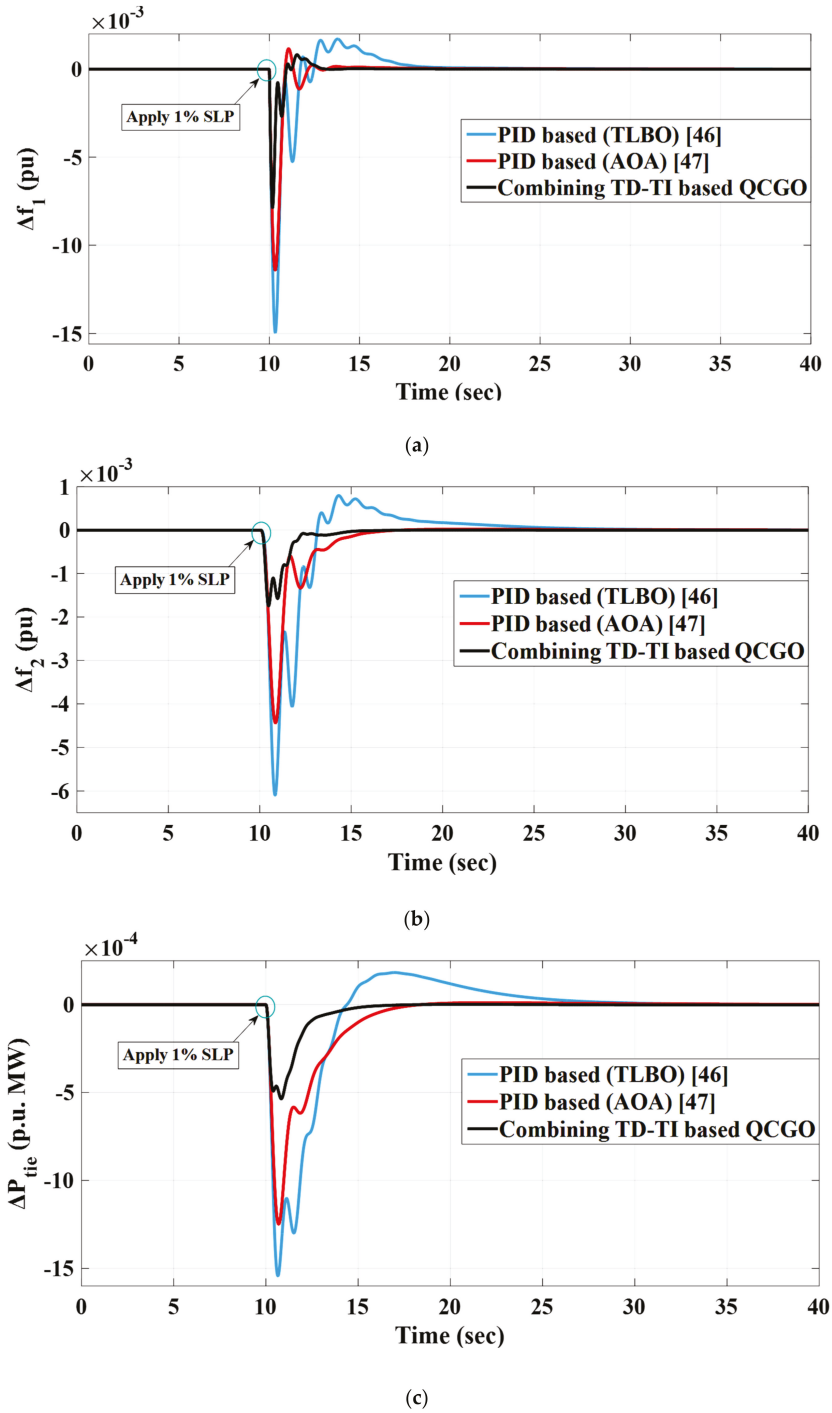 ×10⁻³
0
-5
-10
-15
Δf₁ (pu)
Apply 1% SLP
PID based (TLBO) [46]
PID based (AOA) [47]
Combining TD-TI based QCGO
0 5 10 15 20 25 30 35 40
Time (sec)
(a)
×10⁻³
1
0
-1
-2
-3
-4
-5
-6
Δf₂ (pu)
Apply 1% SLP
PID based (TLBO) [46]
PID based (AOA) [47]
Combining TD-TI based QCGO
0 5 10 15 20 25 30 35 40
Time (sec)
(b)
×10⁻⁴
0
-5
-10
-15
ΔP_tie (p.u. MW)
Apply 1% SLP
PID based (TLBO) [46]
PID based (AOA) [47]
Combining TD-TI based QCGO
0 5 10 15 20 25 30 35 40
Time (sec)
(c)